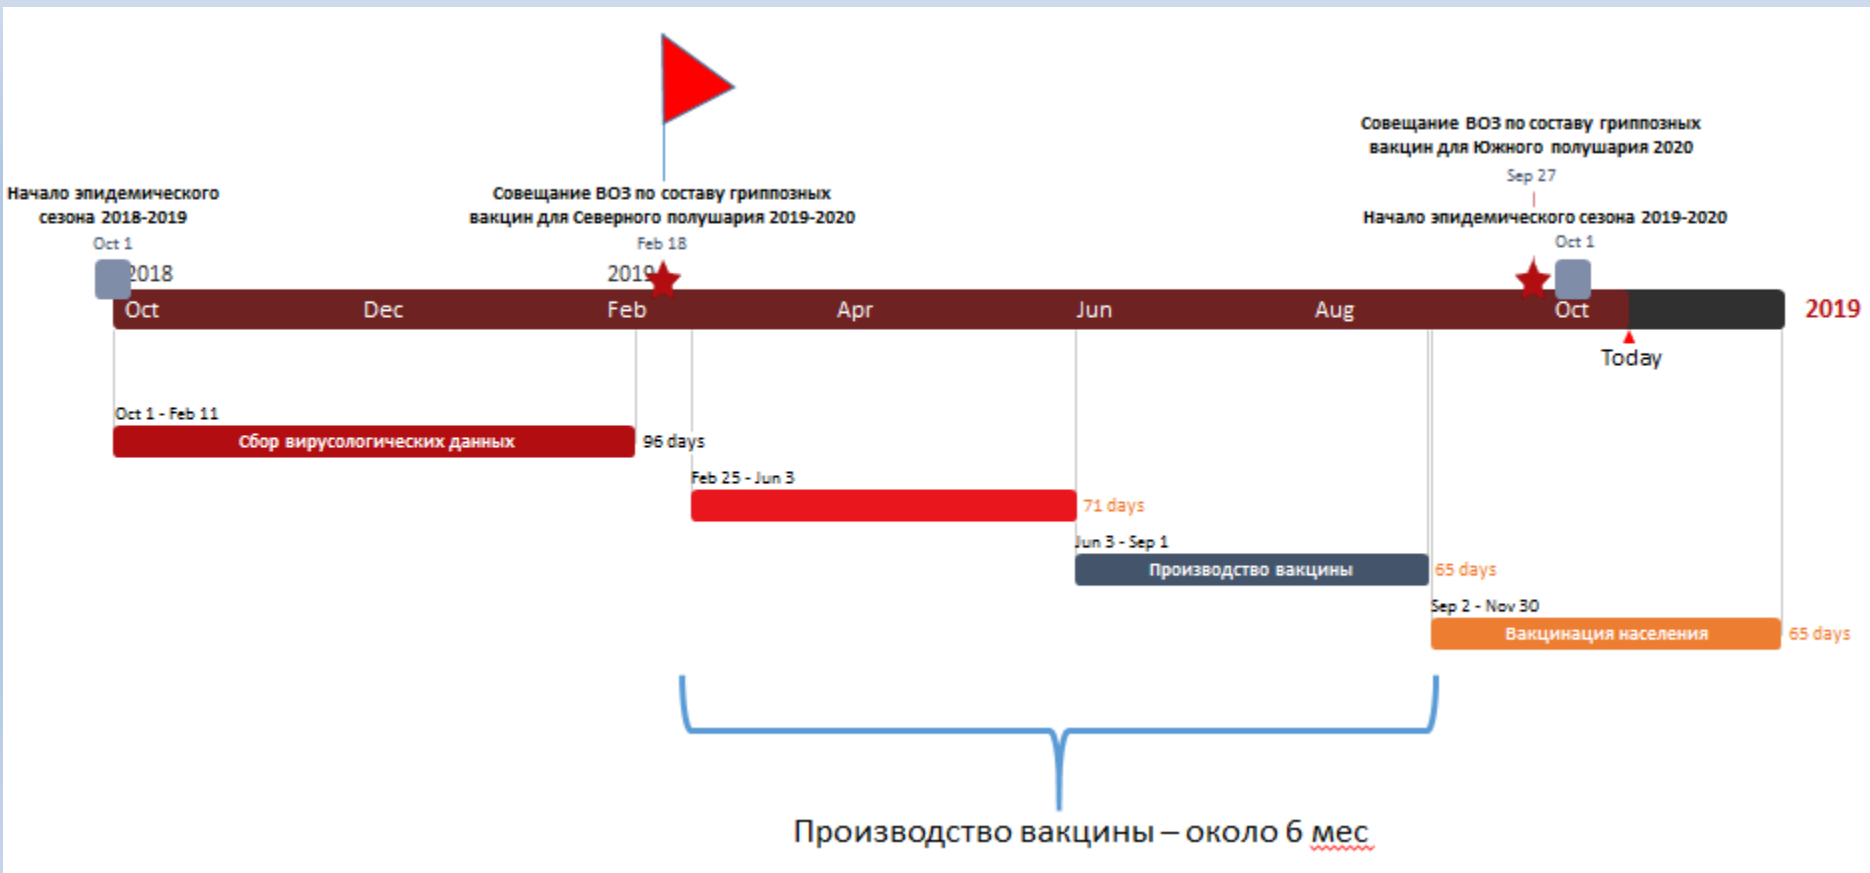 Совещание ВОЗ по составу гриппозных
вакцин для Южного полушария 2020
Sep 27
Начало эпидемического
сезона 2018-2019
Oct 1
Совещание ВОЗ по составу гриппозных
вакцин для Северного полушария 2019-2020
Feb 18
Начало эпидемического сезона 2019-2020
Oct 1
2018
2019
Oct Dec Feb Apr Jun Aug Oct 2019
Today
Oct 1 - Feb 11
Сбор вирусологических данных 96 days
Feb 25 - Jun 3
71 days
Jun 3 - Sep 1
Производство вакцины 65 days
Sep 2 - Nov 30
Вакцинация населения 65 days
Производство вакцины – около 6 мес